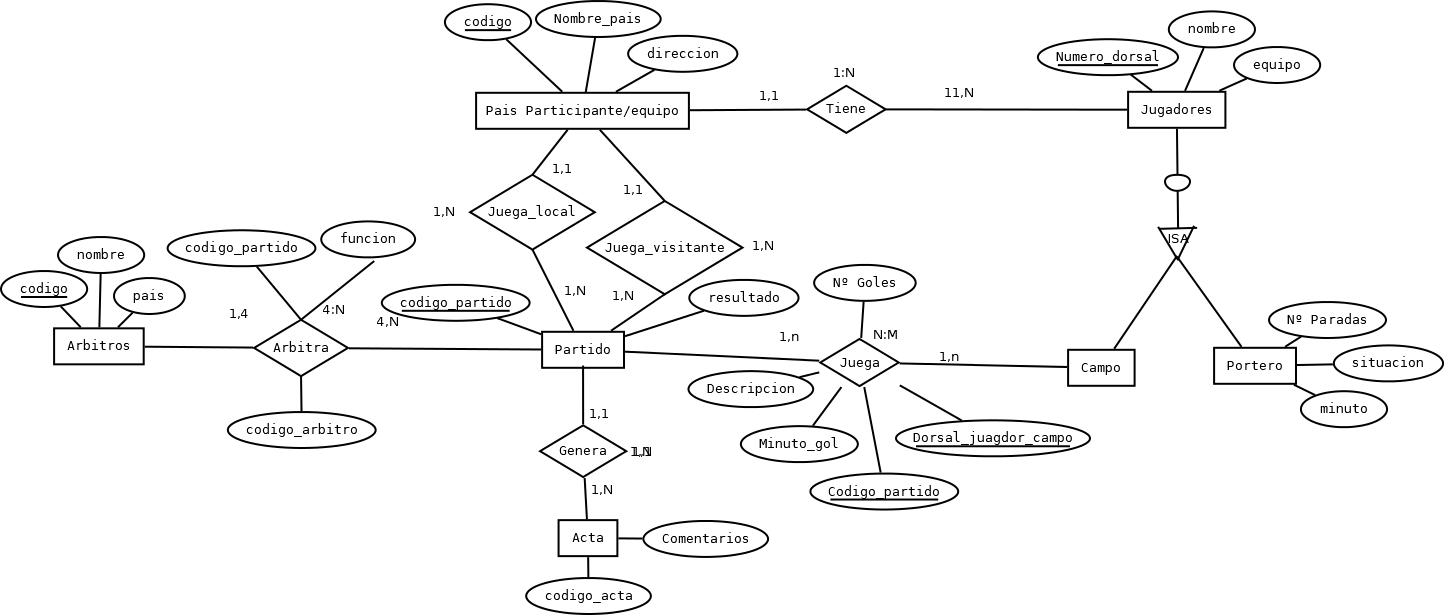 codigo
Nombre_pais
direccion
Numero_dorsal
nombre
equipo
1:N
1,1
11,N
Pais Participante/equipo
Tiene
Jugadores
1,1
1,1
1,N
Juega_local
Juega_visitante
1,N
ISA
codigo_partido
funcion
nombre
codigo
pais
1,4
4:N
4,N
codigo_partido
1,N
1,N
resultado
Nº Goles
Nº Paradas
Arbitros
Arbitra
Partido
1,n
N:M
Juega
1,n
Campo
Portero
situacion
minuto
Descripcion
codigo_arbitro
1,1
Minuto_gol
Dorsal_juagdor_campo
Genera
1,N
Codigo_partido
Acta
Comentarios
codigo_acta